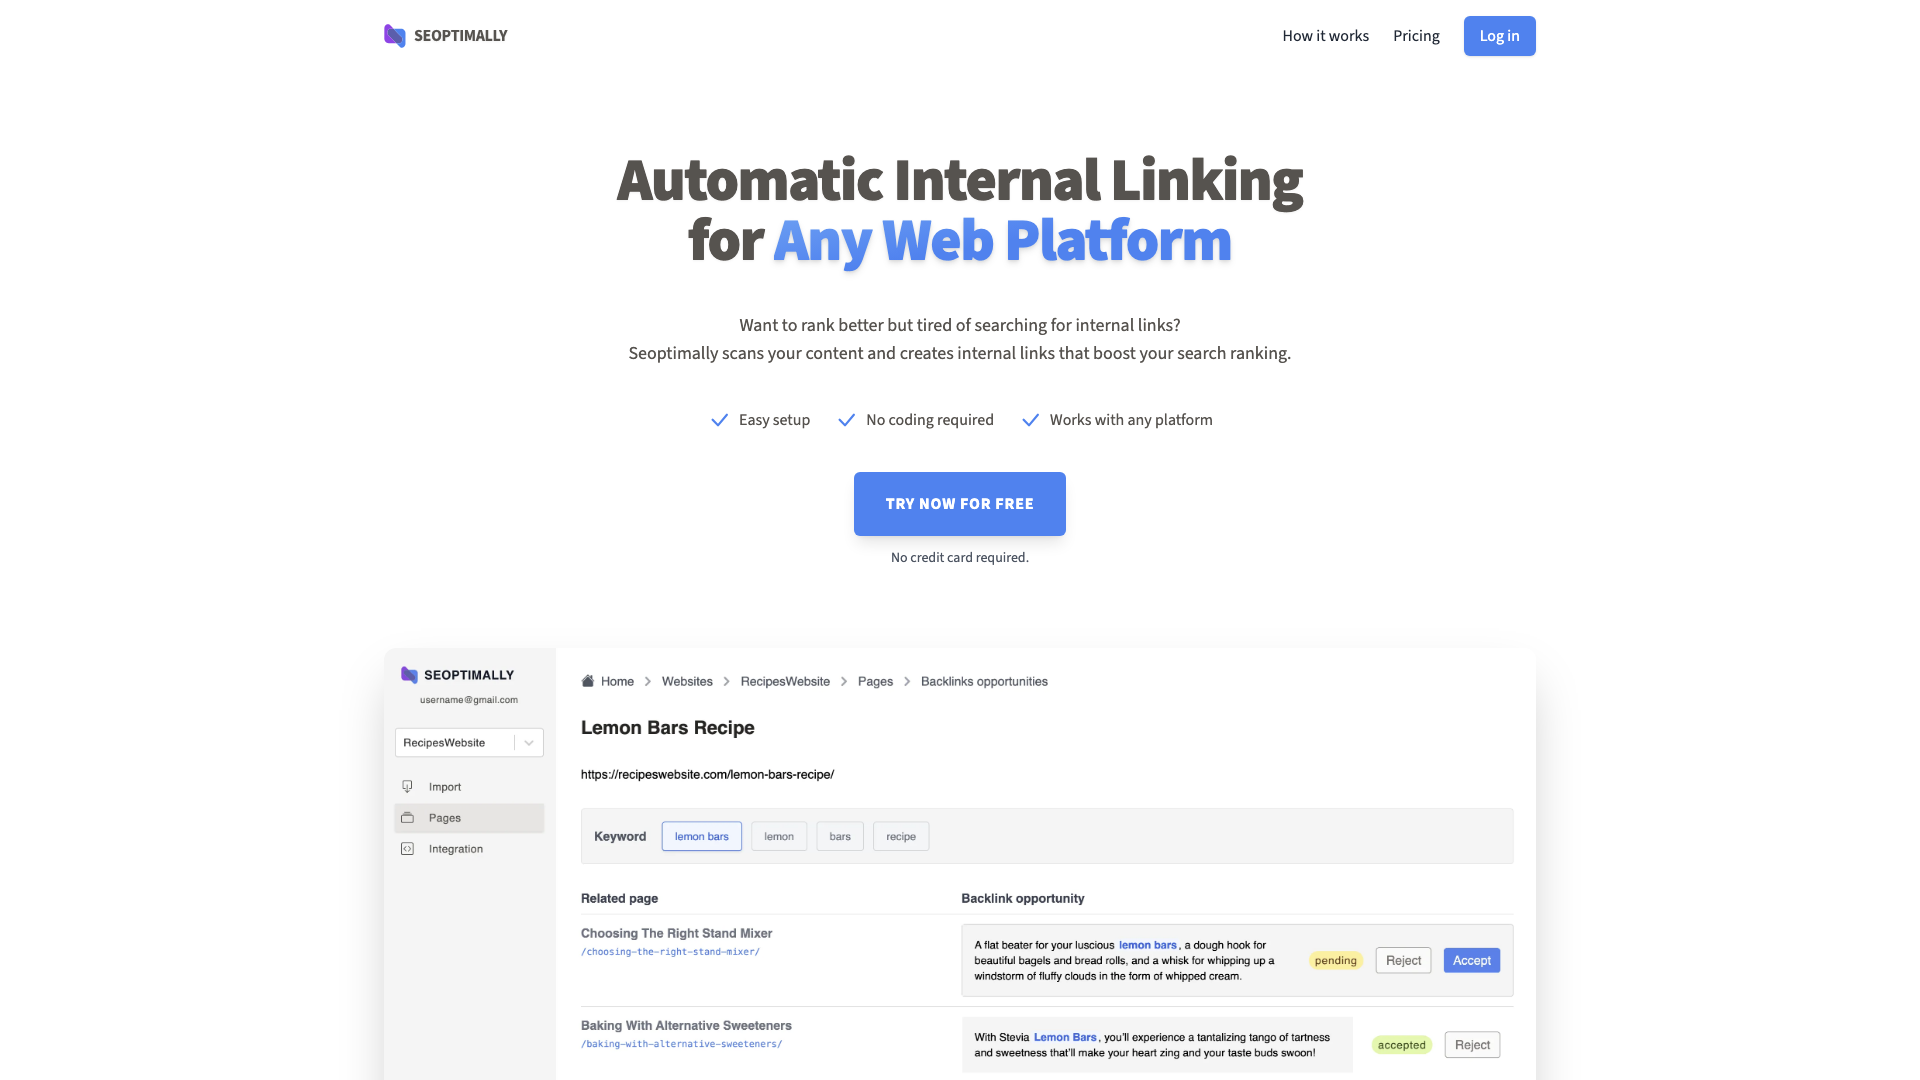 SEOPTIMALLY
How it works
Pricing
Log in
Automatic Internal Linking
for Any Web Platform
Want to rank better but tired of searching for internal links?
Seoptimally scans your content and creates internal links that boost your search ranking.
Easy setup
No coding required
Works with any platform
TRY NOW FOR FREE
No credit card required.
SEOPTIMALLY
username@gmail.com
RecipesWebsite
Import
Pages
Integration
Home > Websites > RecipesWebsite > Pages > Backlinks opportunities
Lemon Bars Recipe
https://recipeswebsite.com/lemon-bars-recipe/
Keyword
lemon bars
lemon
bars
recipe
Related page
Backlink opportunity
Choosing The Right Stand Mixer
/choosing-the-right-stand-mixer/
A flat beater for your luscious lemon bars, a dough hook for
beautiful bagels and bread rolls, and a whisk for whipping up a
windstorm of fluffy clouds in the form of whipped cream.
pending
Reject
Accept
Baking With Alternative Sweeteners
/baking-with-alternative-sweeteners/
With Stevia Lemon Bars, you'll experience a tantalizing tango of tartness
and sweetness that'll make your heart zing and your taste buds swoon!
accepted
Reject